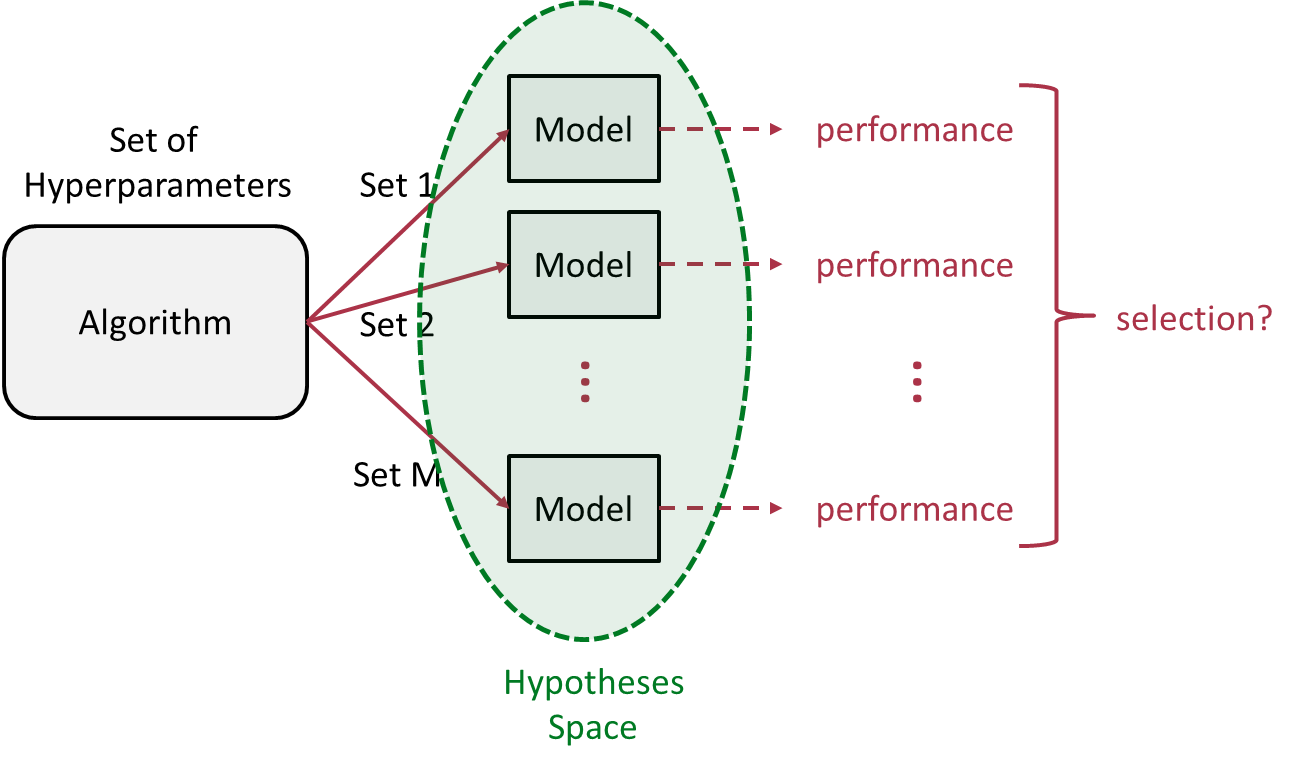 Set of
Hyperparameters
Algorithm
Set 1
Set 2
Set M
Model
Model
Model
performance
performance
performance
selection?
Hypotheses
Space